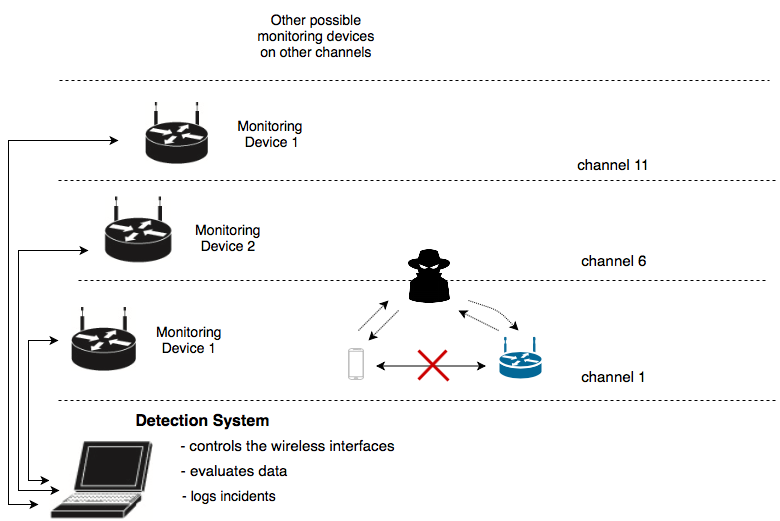 Other possible
monitoring devices
on other channels
Monitoring
Device 1
channel 11
Monitoring
Device 2
channel 6
Monitoring
Device 1
channel 1
Detection System
- controls the wireless interfaces
- evaluates data
- logs incidents